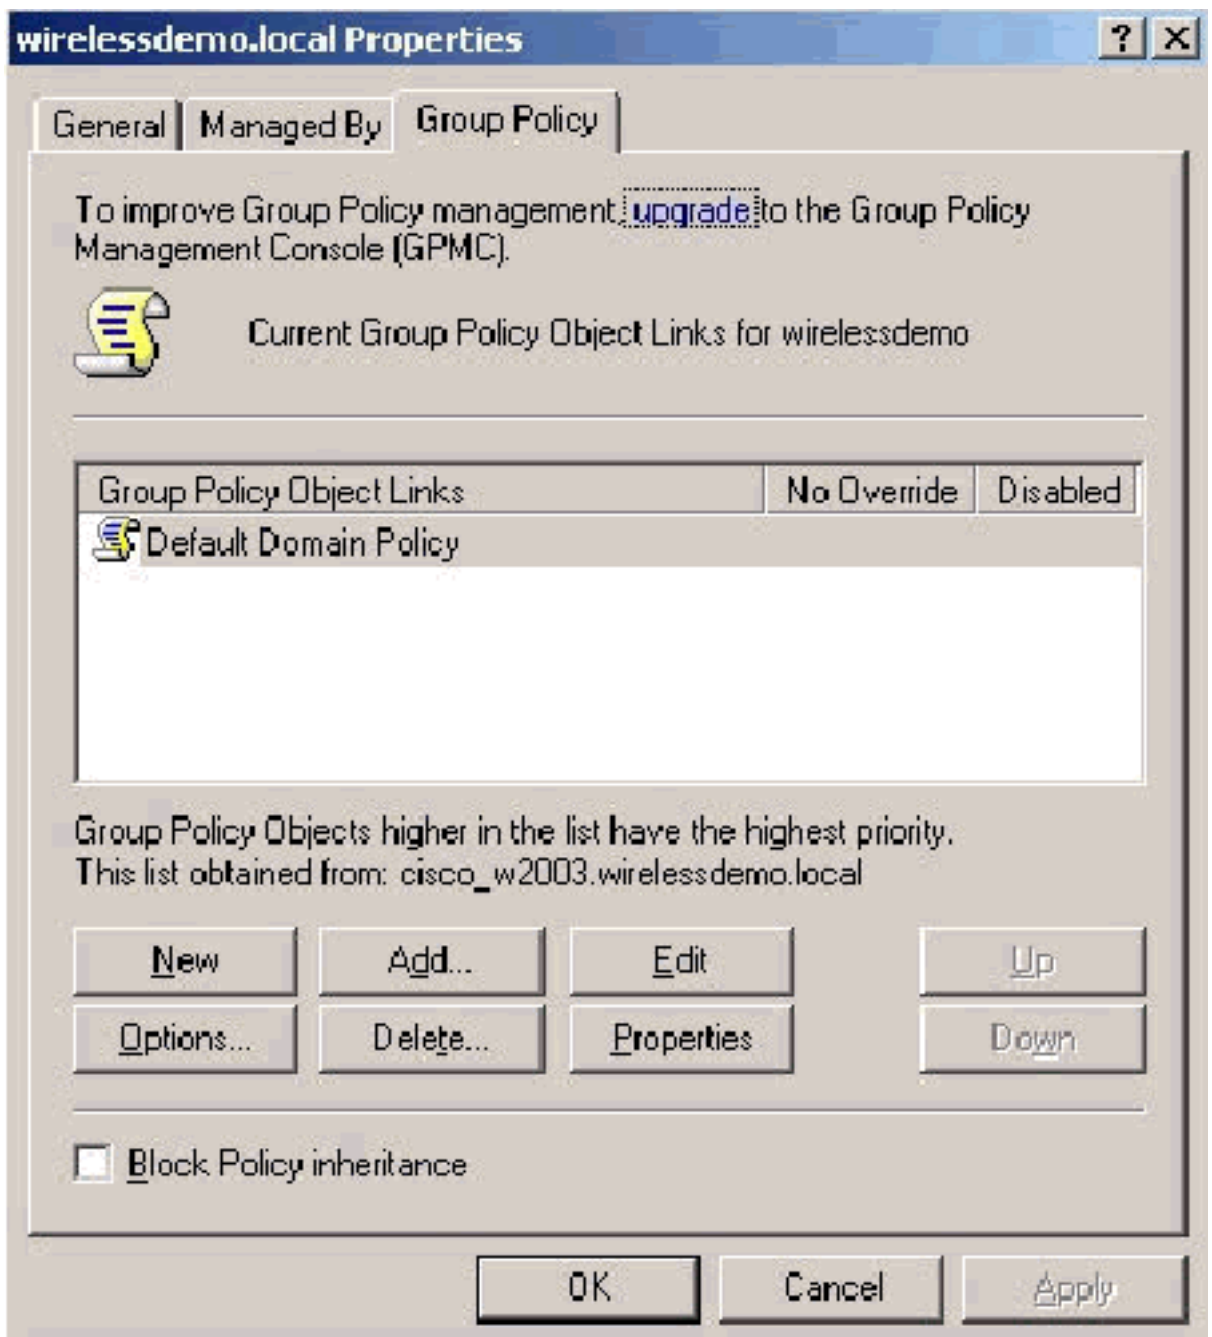 wirelessdemo.local Properties
General Managed By Group Policy
To improve Group Policy management, upgrade to the Group Policy
Management Console (GPMC).
Current Group Policy Object Links for wirelessdemo
Group Policy Object Links No Override Disabled
Default Domain Policy
Group Policy Objects higher in the list have the highest priority.
This list obtained from: cisco_w2003.wirelessdemo.local
New Add... Edit Up
Options... Delete... Properties Down
Block Policy inheritance
OK Cancel Apply